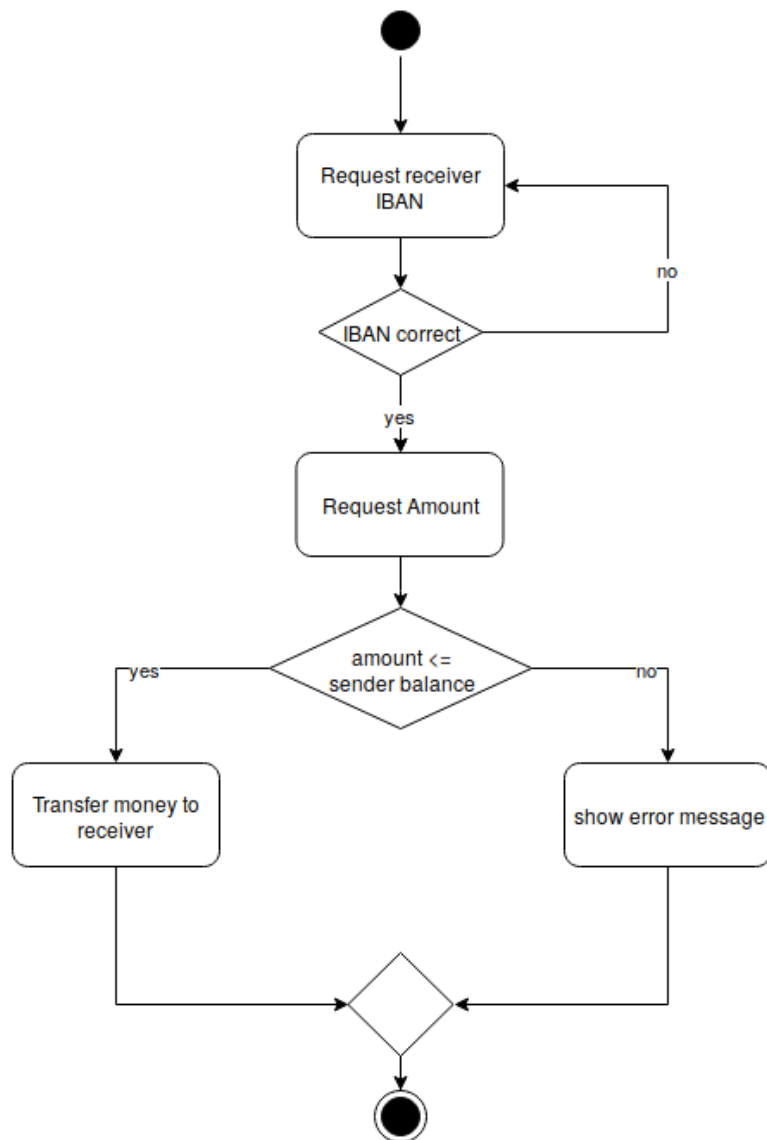 Request receiver
IBAN
no
IBAN correct
yes
Request Amount
amount <=
sender balance
yes
no
Transfer money to
receiver
show error message